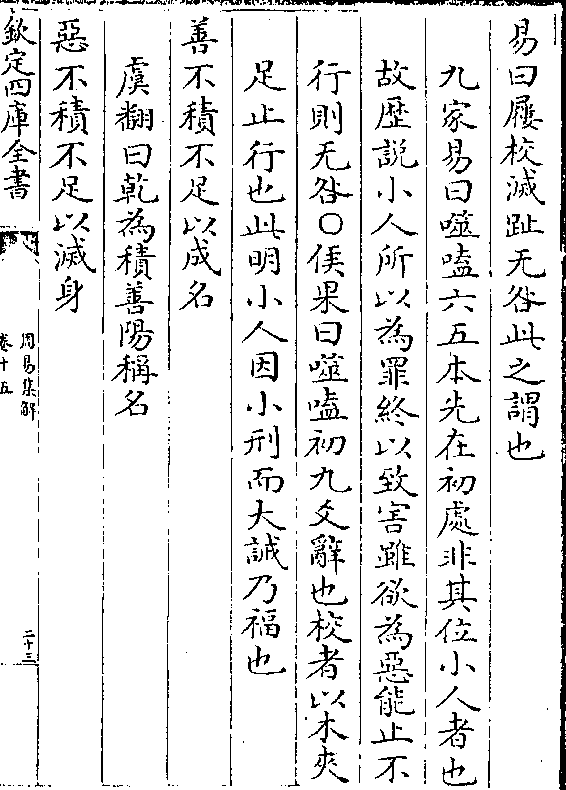 易曰屨校滅趾无咎此之謂也
九家易曰噬嗑六五本先在初處非其位小人者也
故歴説小人所以為罪終以致害雖欲為惡能止不
行則无咎〇侯果曰噬嗑初九爻辭也校者以木夾
足止行也此明小人因小刑而大誡乃福也
善不積不足以成名
虞翻曰乾為積善陽稱名
惡不積不足以滅身
欽定四庫全書
周易集解
卷十五
二十三